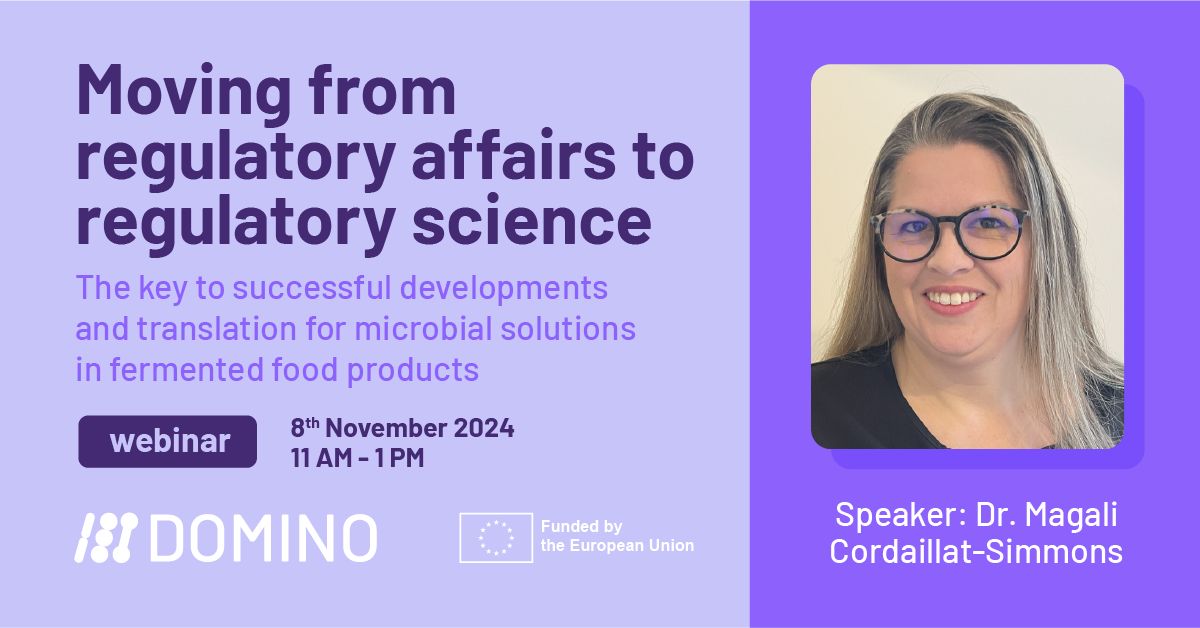 Moving from
regulatory affairs to
regulatory science
The key to successful developments
and translation for microbial solutions
in fermented food products
webinar
8th November 2024
11 AM - 1 PM
DOMINO
Funded by
the European Union
Speaker: Dr. Magali
Cordaillat-Simmons